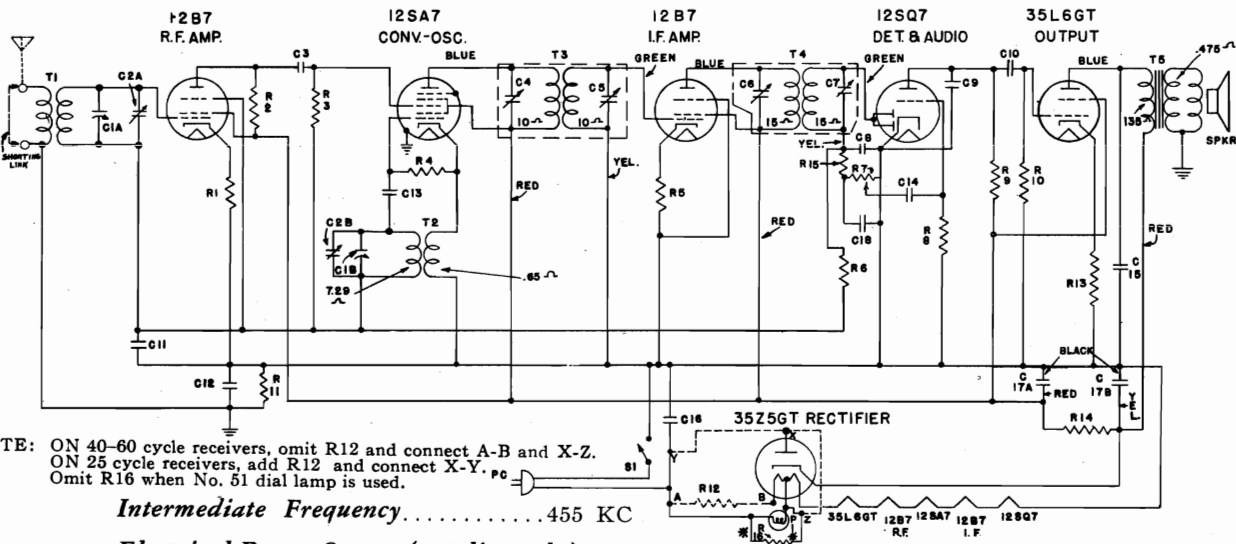 12B7 12SA7 12B7 12SQ7 35L6GT
R.F. AMP. CONV.-OSC. I.F. AMP. DET. & AUDIO OUTPUT
C3 BLUE T3 GREEN T4 GREEN C10 BLUE T5 .475 Ω
T1 C2A C4 C5 C6 C7 C9
R2 R3 10 Ω 10 Ω 15 Ω 15 Ω 135 Ω SPKR
C1A YEL. C8
SHORTING LINK
R4 R15 R7
R1 C13 RED YEL. R5 C14 R9 R10
C2B T2 RED C18 R8 RED
C1B R6 C15 R13
7.29 Ω .65 Ω
C11 BLACK
C12 R11 C17A C17B
RED YEL.
C16 35Z5GT RECTIFIER R14
TE: ON 40–60 cycle receivers, omit R12 and connect A-B and X-Z.
ON 25 cycle receivers, add R12 and connect X-Y.
Omit R16 when No. 51 dial lamp is used.
PC S1 Y X
A R12 B
P Z
R16
35L6GT 12B7 R.F. 12SA7 12B7 I.F. 12SQ7
Intermediate Frequency............455 KC